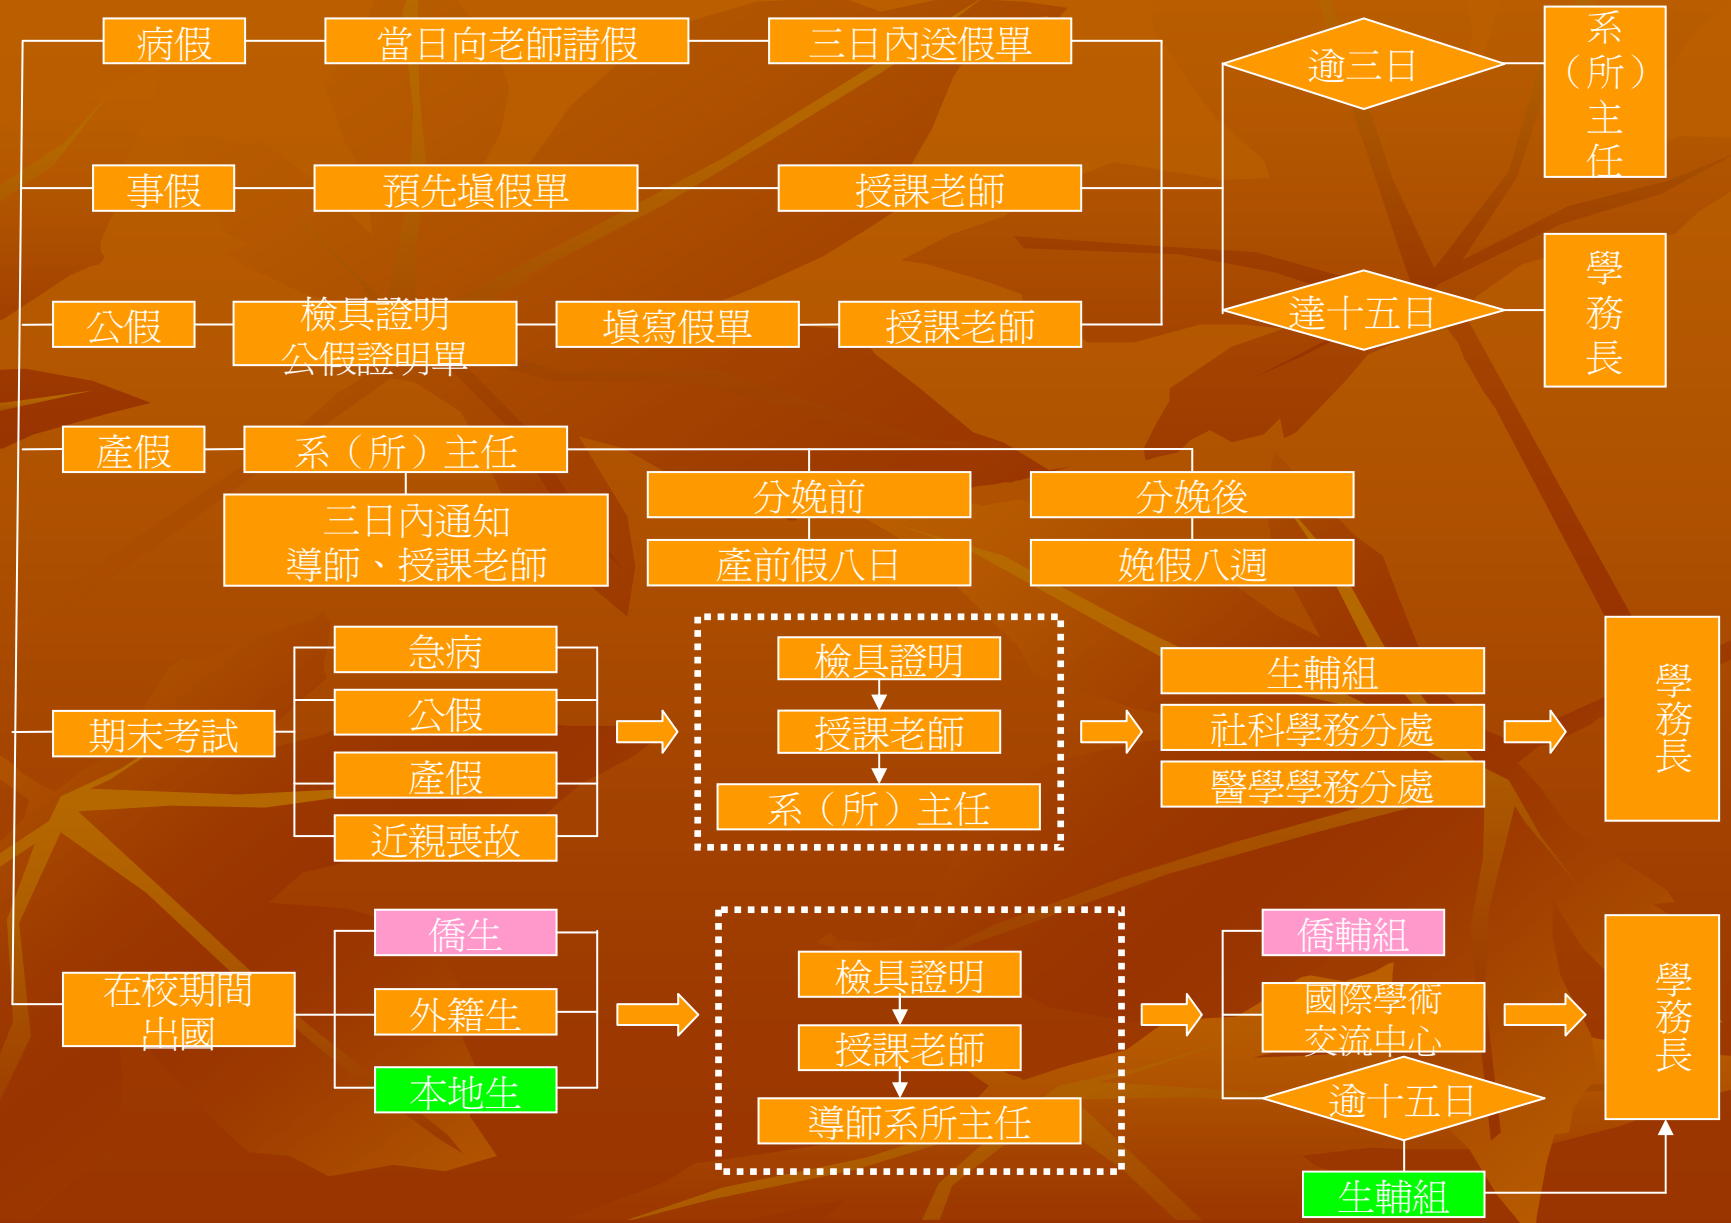 病假
當日向老師請假
三日內送假單
逾三日
系
（所）
主
任
事假
預先填假單
授課老師
公假
檢具證明
公假證明單
填寫假單
授課老師
達十五日
學
務
長
產假
系（所）主任
三日內通知
導師、授課老師
分娩前
產前假八日
分娩後
娩假八週
期末考試
急病
公假
產假
近親喪故
檢具證明
授課老師
系（所）主任
生輔組
社科學務分處
醫學學務分處
學務長
在校期間
出國
僑生
外籍生
本地生
檢具證明
授課老師
導師系所主任
僑輔組
國際學術
交流中心
逾十五日
生輔組
學務長